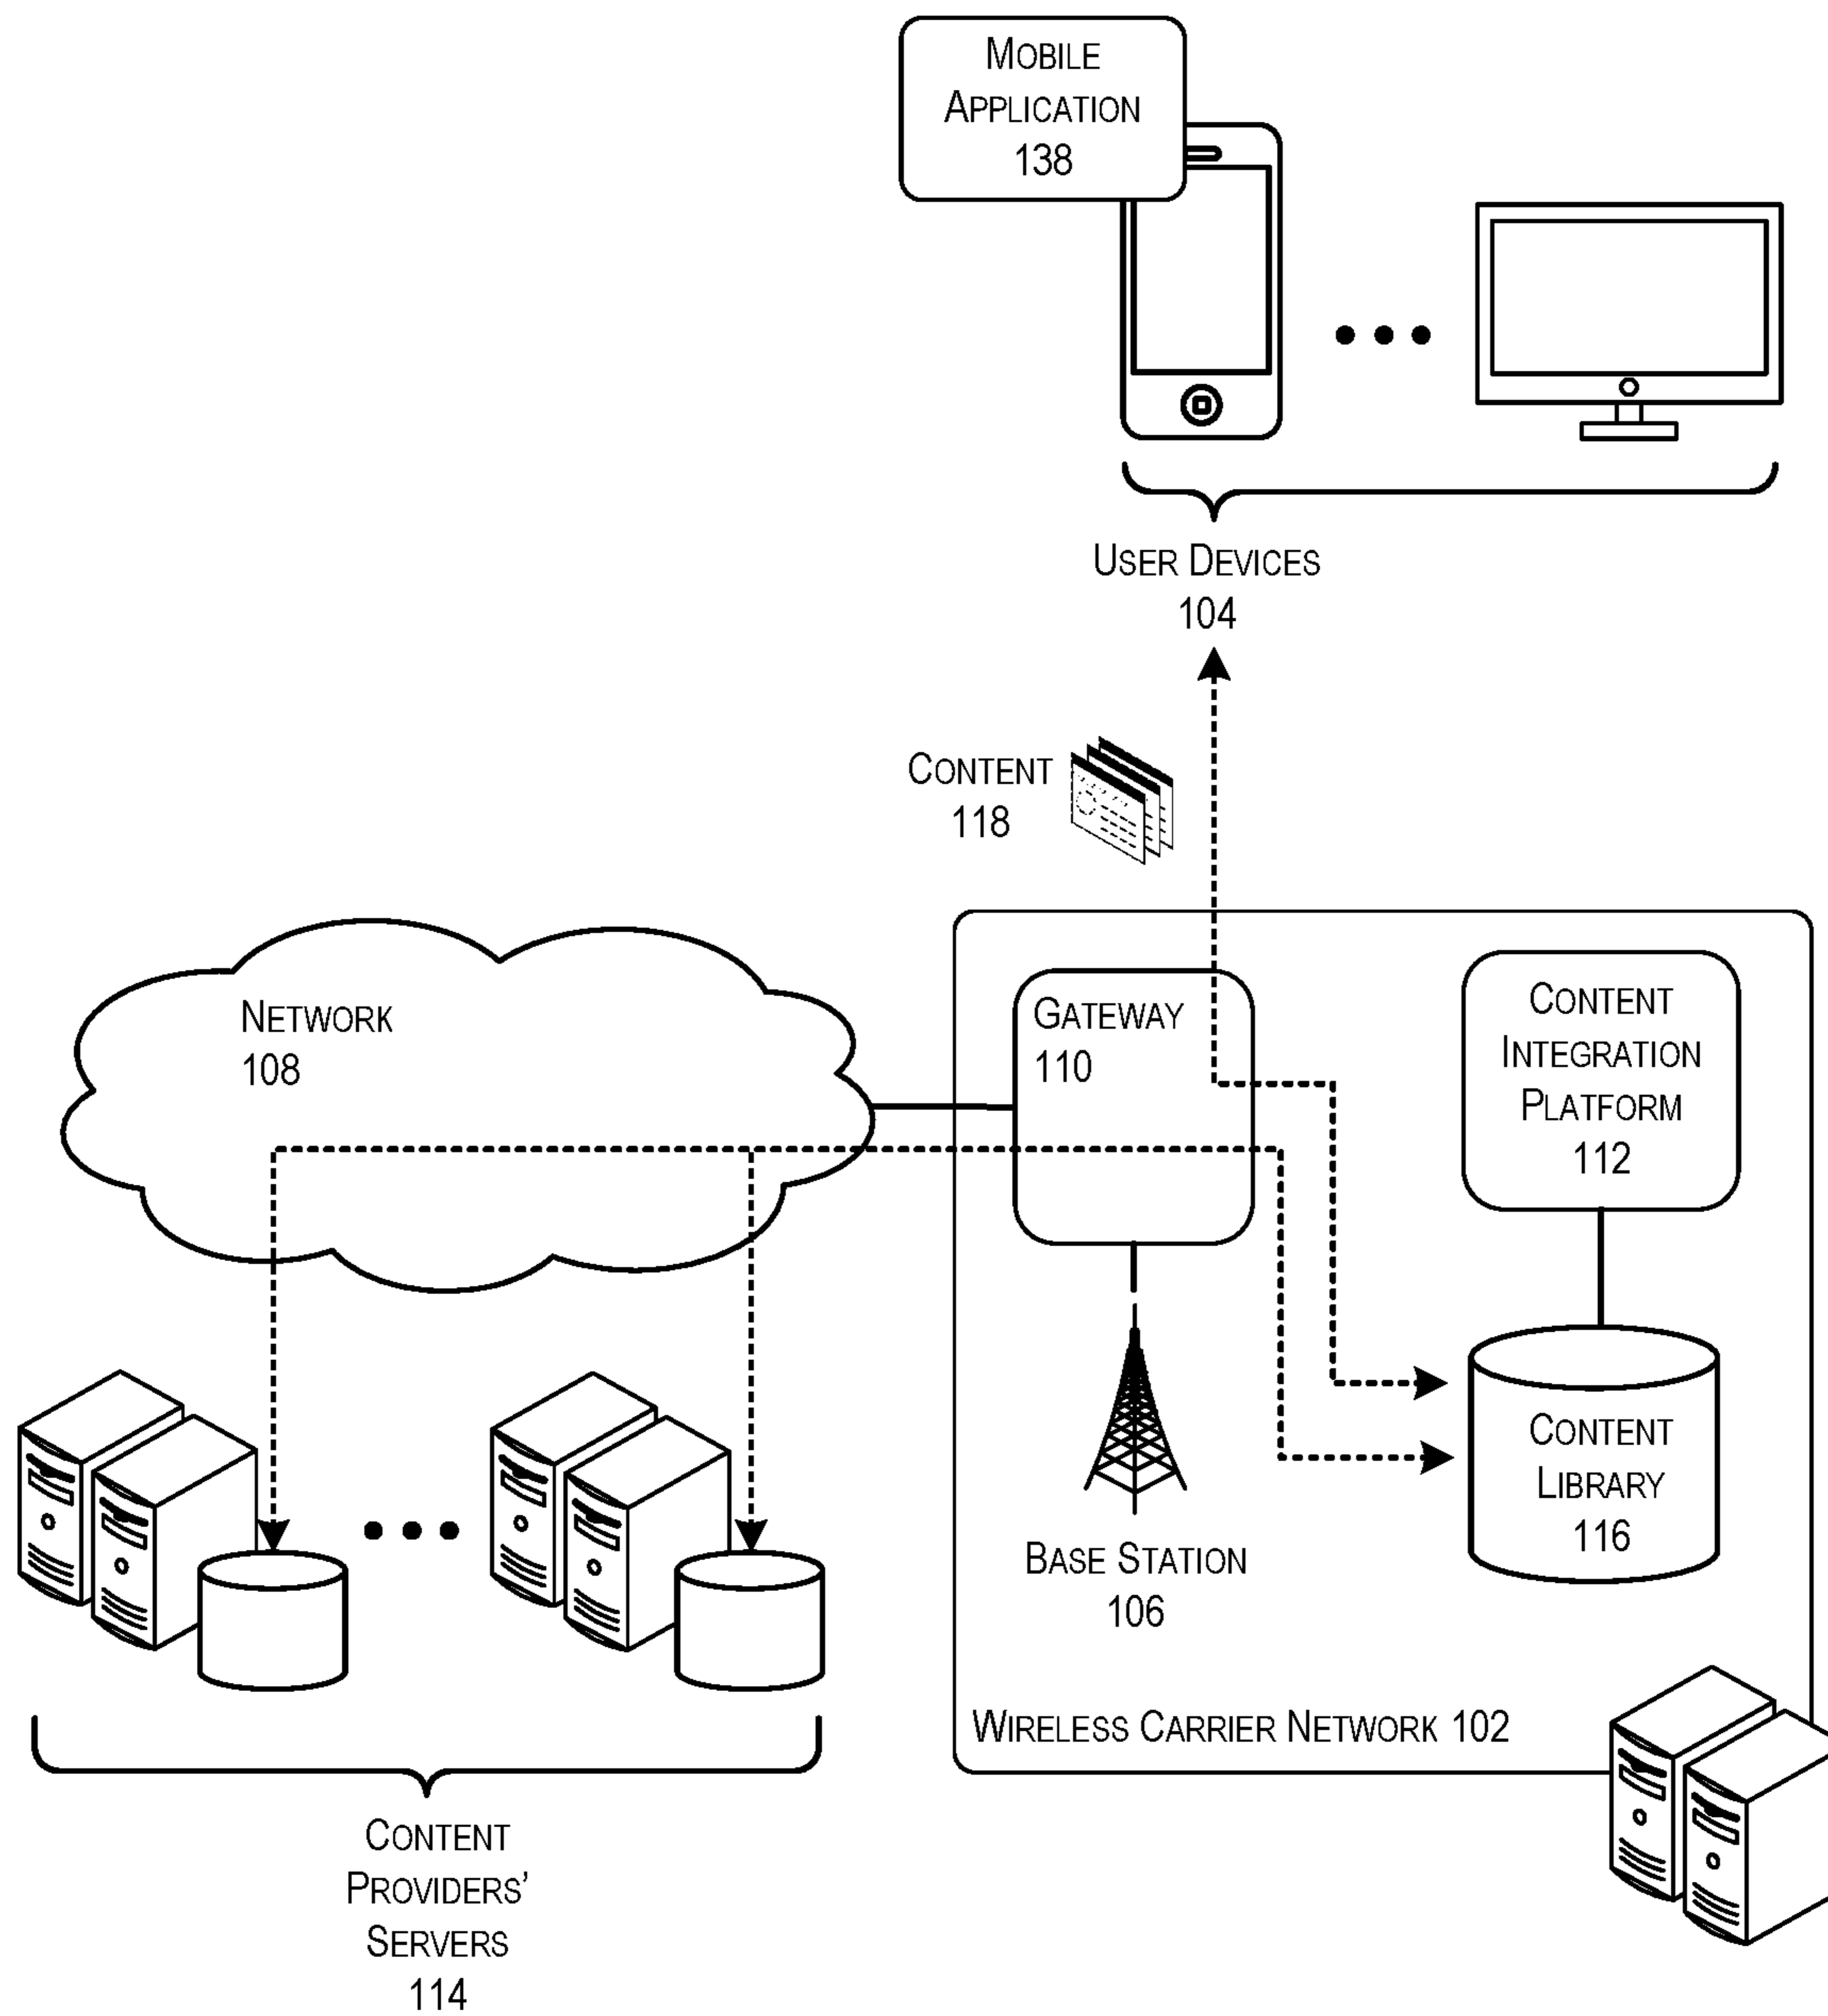 MOBILE
APPLICATION
138
USER DEVICES
104
CONTENT
118
NETWORK
108
GATEWAY
110
CONTENT
INTEGRATION
PLATFORM
112
CONTENT
LIBRARY
116
BASE STATION
106
WIRELESS CARRIER NETWORK 102
CONTENT
PROVIDERS’
SERVERS
114